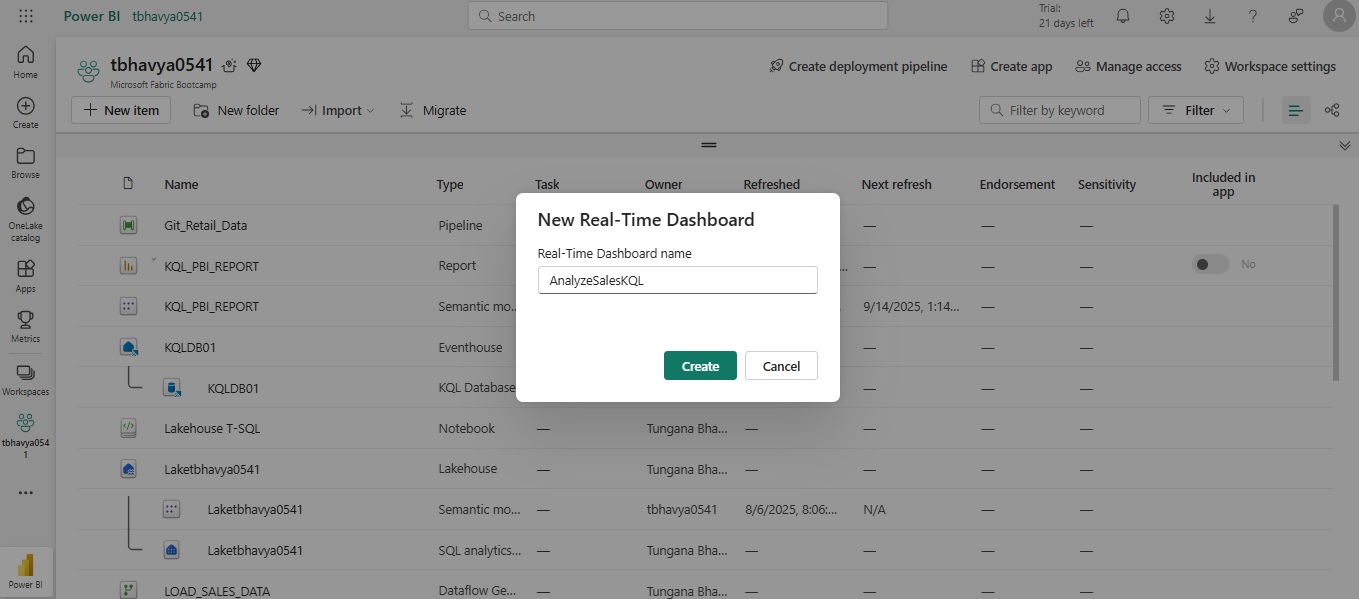 Power BI tbhavya0541
Search
Trial:
21 days left
Home
Create
Browse
OneLake
catalog
Apps
Metrics
Workspaces
tbhavya054
1
Power BI
tbhavya0541
Microsoft Fabric Bootcamp
Create deployment pipeline Create app Manage access Workspace settings
New item New folder Import Migrate
Filter by keyword Filter
Name Type Task Owner Refreshed Next refresh Endorsement Sensitivity Included in
app
Git_Retail_Data Pipeline — — —
KQL_PBI_REPORT Report ... — — — No
KQL_PBI_REPORT Semantic mo... 9/14/2025, 1:14... — —
KQLDB01 Eventhouse — — —
KQLDB01 KQL Database — — —
Lakehouse T-SQL Notebook — Tungana Bha... — — — —
Laketbhavya0541 Lakehouse — Tungana Bha... — — — —
Laketbhavya0541 Semantic mo... — tbhavya0541 8/6/2025, 8:06:... N/A — —
Laketbhavya0541 SQL analytics... — Tungana Bha... — — — —
LOAD_SALES_DATA Dataflow Ge... — Tungana Bha... — — — —
New Real-Time Dashboard
Real-Time Dashboard name
AnalyzeSalesKQL
Create Cancel